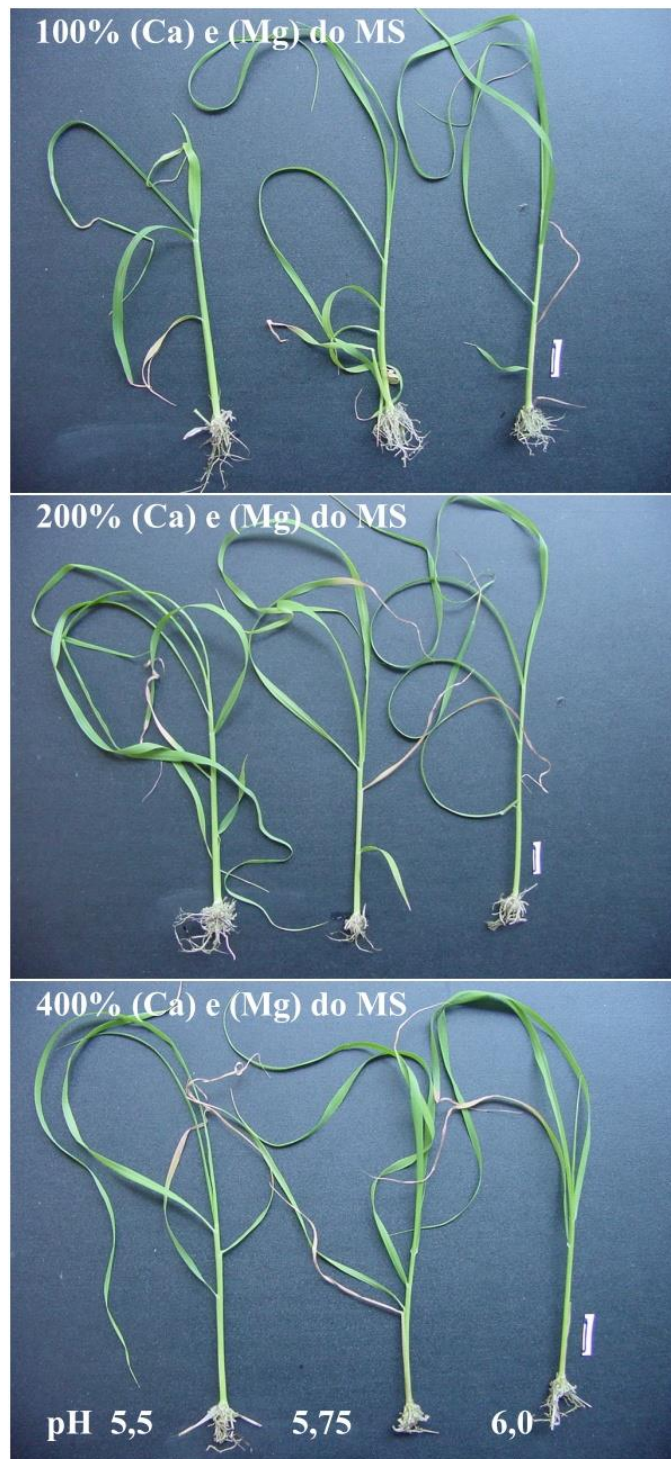 100% (Ca) e (Mg) do MS
200% (Ca) e (Mg) do MS
400% (Ca) e (Mg) do MS
pH 5,5 5,75 6,0